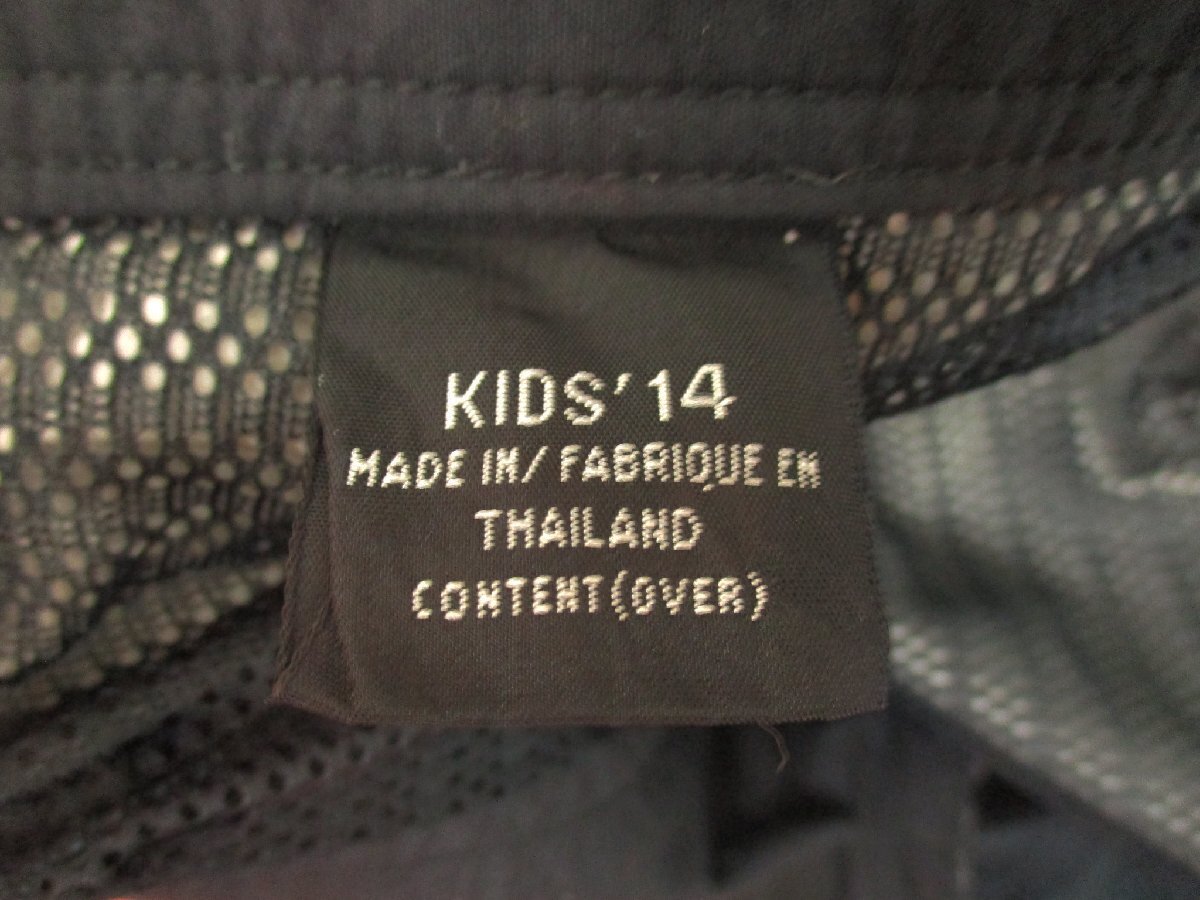 KIDS'14
MADE IN/FABRIQUE EN
THAILAND
CONTENT(OVER)